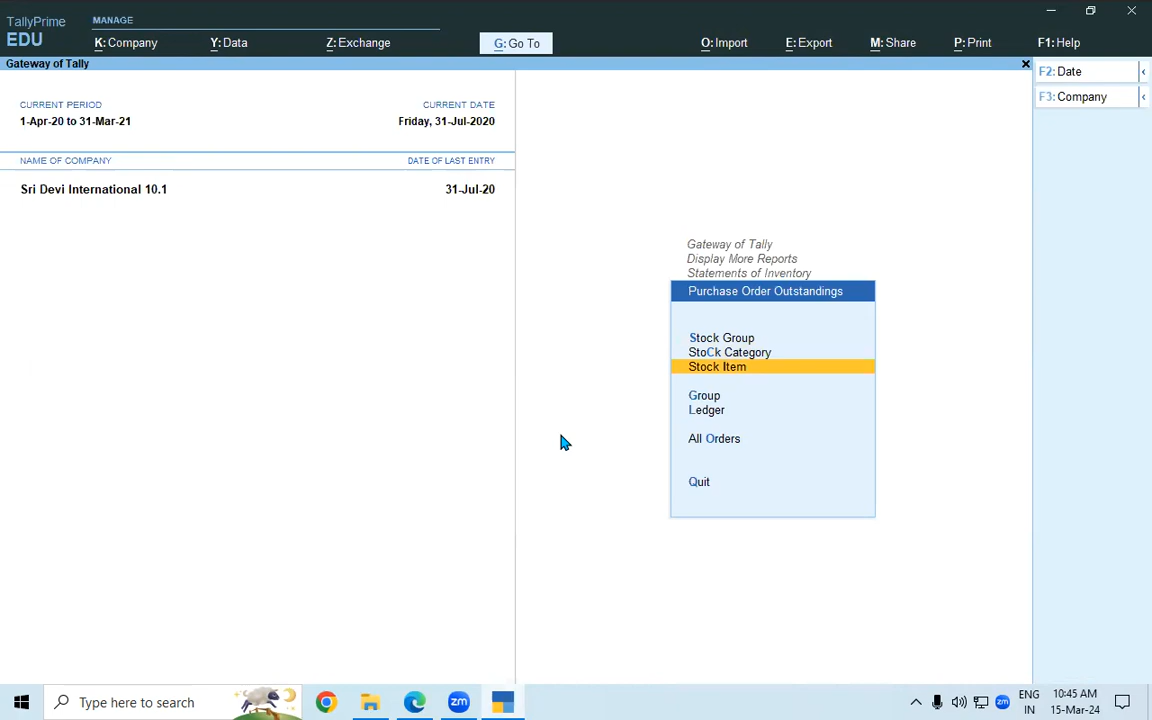 TallyPrime
EDU
MANAGE
K: Company
Y: Data
Z: Exchange
G: Go To
O: Import
E: Export
M: Share
P: Print
F1: Help
Gateway of Tally
F2: Date
F3: Company
CURRENT PERIOD
CURRENT DATE
1-Apr-20 to 31-Mar-21
Friday, 31-Jul-2020
NAME OF COMPANY
DATE OF LAST ENTRY
Sri Devi International 10.1
31-Jul-20
Gateway of Tally
Display More Reports
Statements of Inventory
Purchase Order Outstandings
Stock Group
StoCk Category
Stock Item
Group
Ledger
All Orders
Quit
Type here to search
zm
zm
ENG
IN
10:45 AM
15-Mar-24